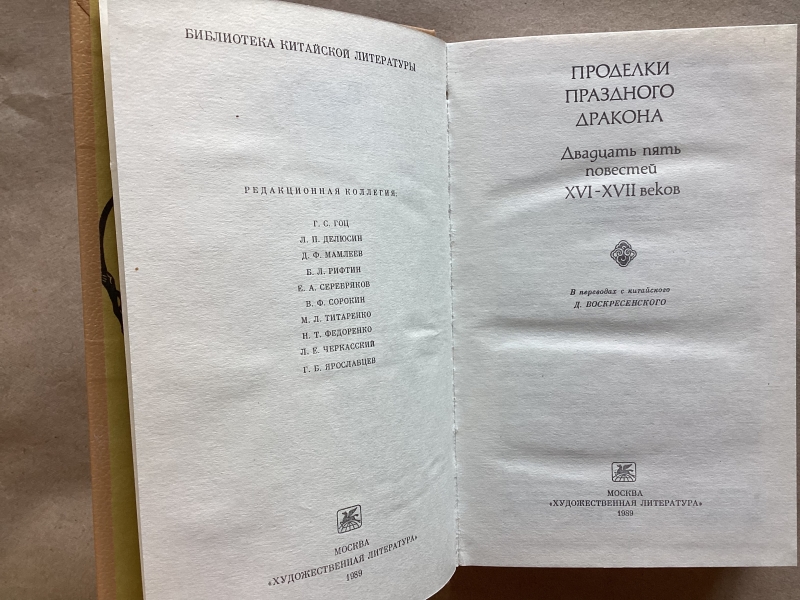 БИБЛИОТЕКА КИТАЙСКОЙ ЛИТЕРАТУРЫ
РЕДАКЦИОННАЯ КОЛЛЕГИЯ:
Г. С. ГОЦ
Л. П. ДЕЛЮСИН
Д. Ф. МАМЛЕЕВ
Б. Л. РИФТИН
Е. А. СЕРЕБРЯКОВ
В. Ф. СОРОКИН
М. Л. ТИТАРЕНКО
Н. Т. ФЕДОРЕНКО
Л. Е. ЧЕРКАССКИЙ
Г. Б. ЯРОСЛАВЦЕВ
МОСКВА
«ХУДОЖЕСТВЕННАЯ ЛИТЕРАТУРА»
1989
ПРОДЕЛКИ
ПРАЗДНОГО
ДРАКОНА
Двадцать пять
повестей
XVI-XVII веков
В переводах с китайского
Д. ВОСКРЕСЕНСКОГО
МОСКВА
«ХУДОЖЕСТВЕННАЯ ЛИТЕРАТУРА»
1989